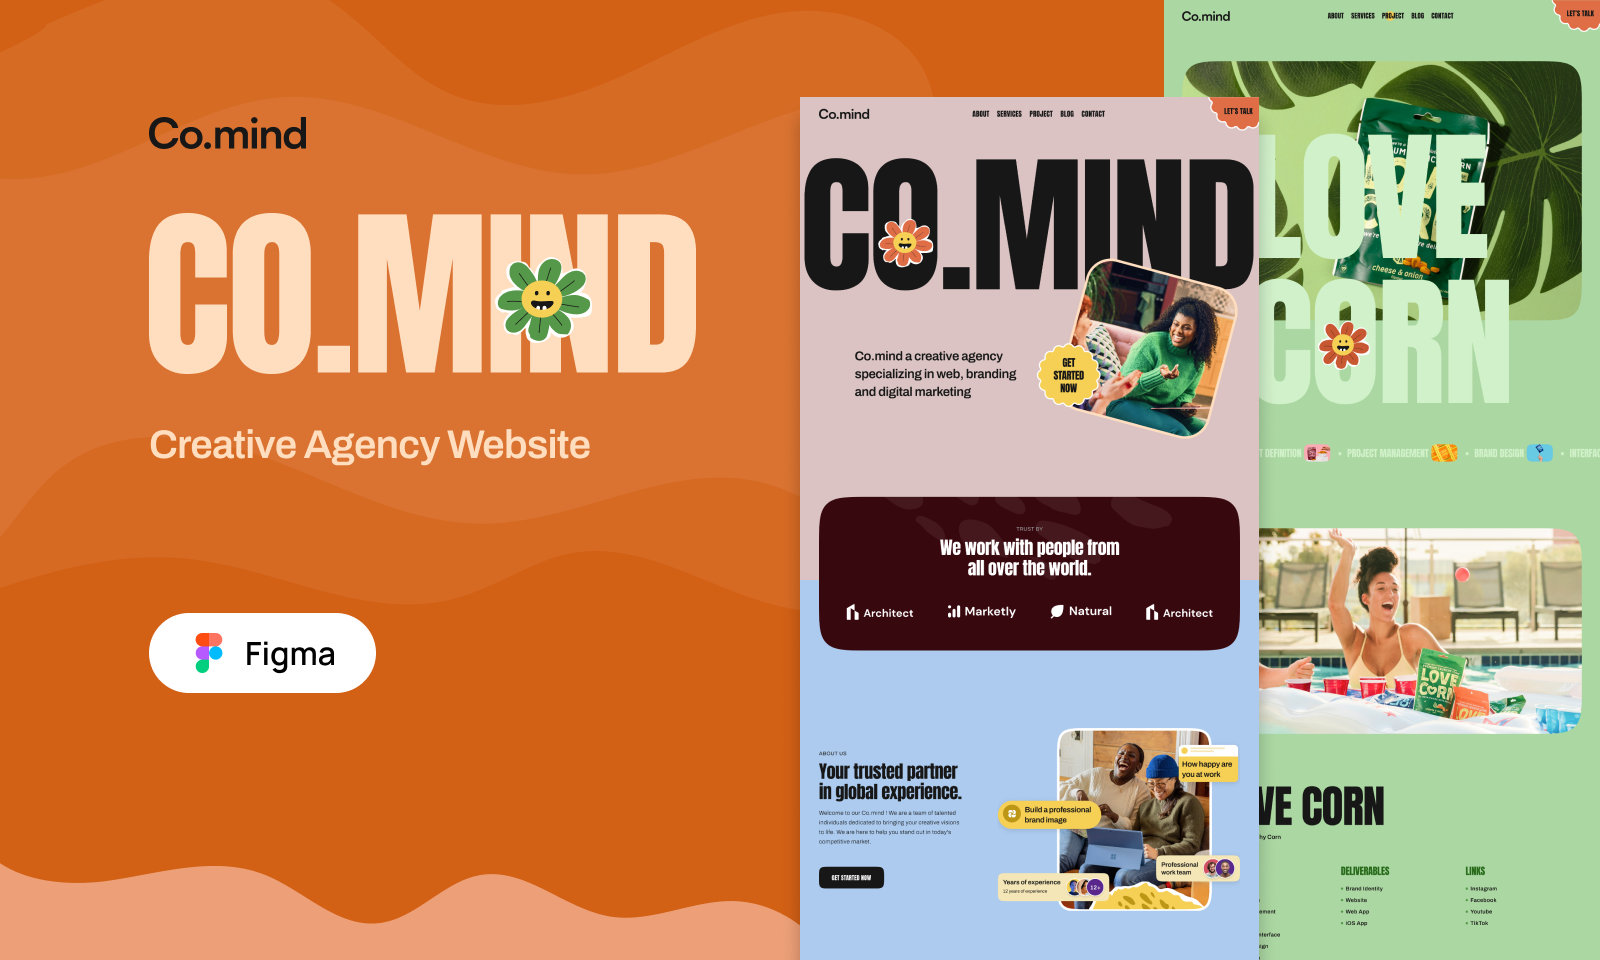 Co.mind
CO.MIND
Creative Agency Website
Figma
Co.mind
ABOUT SERVICES PROJECT BLOG CONTACT
LET'S TALK
CO.MIND
Co.mind a creative agency
specializing in web, branding
and digital marketing
GET
STARTED
NOW
TRUST BY
We work with people from
all over the world.
Architect
Marketly
Natural
Architect
ABOUT US
Your trusted partner
in global experience.
Welcome to our Co.mind ! We are a team of talented
individuals dedicated to bringing your creative visions
to life. We are here to help you stand out in today's
competitive market.
GET STARTED NOW
How happy are
you at work
Build a professional
brand image
Professional
work team
Years of experience
12 years of experience
12+
Co.mind
ABOUT SERVICES PROJECT BLOG CONTACT
LET'S TALK
LOVE
CORN
cheese & onion
T DEFINITION • PROJECT MANAGEMENT • BRAND DESIGN • INTERFAC
LOVE
CORN
VE CORN
hy Corn
DELIVERABLES
Brand Identity
Website
Web App
IOS App
LINKS
Instagram
Facebook
Youtube
TikTok
ement
nterface
ign